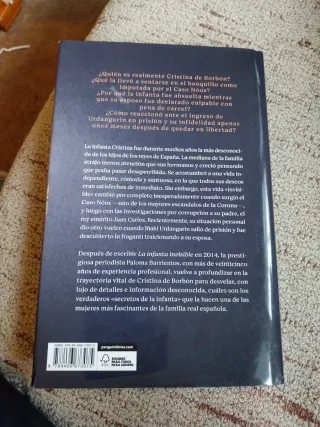 ¿Quién es realmente Cristina de Borbón?
¿Qué la llevó a sentarse en el banquillo como
imputada por el Caso Nóos?
¿Por qué la infanta fue absuelta mientras
que su esposo fue declarado culpable con
pena de cárcel?
¿Cómo reaccionó ante el ingreso de
Urdangarin en prisión y su infidelidad apenas
unos meses después de quedar en libertad?
La infanta Cristina fue durante muchos años la más descono-
cida de los hijos de los reyes de España. La mediana de la familia
atrajo menos atención que sus hermanos y creció pensando
que podía pasar desapercibida. Se acostumbró a una vida in-
dependiente, cómoda y suntuosa, en la que todos sus deseos
eran satisfechos de inmediato. Sin embargo, esta vida «invisi-
ble» cambió por completo inesperadamente cuando surgió el
Caso Nóos —uno de los mayores escándalos de la Corona—,
y luego con las investigaciones por corrupción a su padre, el
rey emérito Juan Carlos. Recientemente, su situación personal
dio otro vuelco cuando Iñaki Urdangarin salió de prisión y fue
descubierto in fraganti traicionando a su esposa.
Después de escribir La infanta invisible en 2014, la pres-
tigiosa periodista Paloma Barrientos, con más de veinticinco
años de experiencia profesional, vuelve a profundizar en la
trayectoria vital de Cristina de Borbón para desvelar, con
lujo de detalles e información desconocida, cuáles son los
verdaderos «secretos de la infanta» que la hacen una de las
mujeres más fascinantes de la familia real española.
penguinlibros.com
FSC